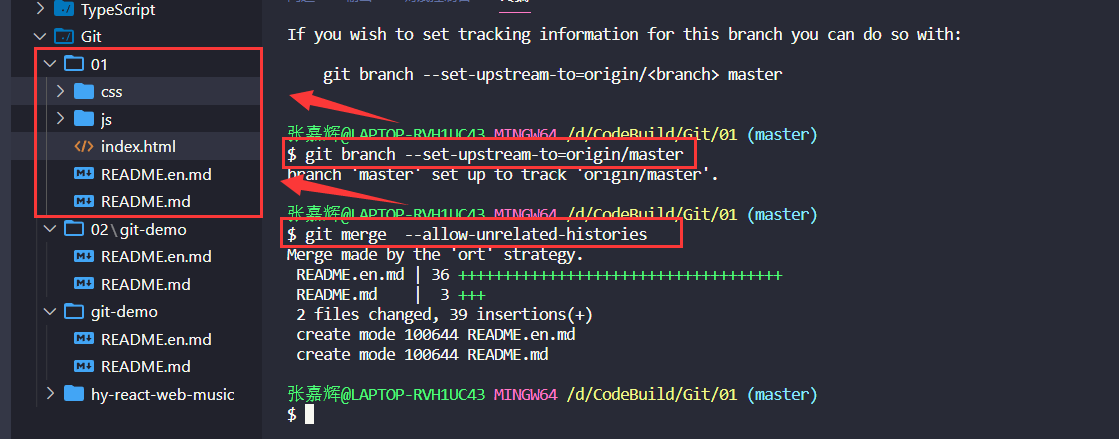 TypeScript
Git
01
css
js
index.html
README.en.md
README.md
02\git-demo
README.en.md
README.md
git-demo
README.en.md
README.md
hy-react-web-music
If you wish to set tracking information for this branch you can do so with:
git branch --set-upstream-to=origin/<branch> master
张嘉辉@LAPTOP-RVH1UC43 MINGW64 /d/CodeBuild/Git/01 (master)
$ git branch --set-upstream-to=origin/master
branch 'master' set up to track 'origin/master'.
张嘉辉@LAPTOP-RVH1UC43 MINGW64 /d/CodeBuild/Git/01 (master)
$ git merge  --allow-unrelated-histories
Merge made by the 'ort' strategy.
README.en.md | 36 ++++++++++++++++++++++++++++++++++++
README.md    |  3 +++
2 files changed, 39 insertions(+)
create mode 100644 README.en.md
create mode 100644 README.md
张嘉辉@LAPTOP-RVH1UC43 MINGW64 /d/CodeBuild/Git/01 (master)
$